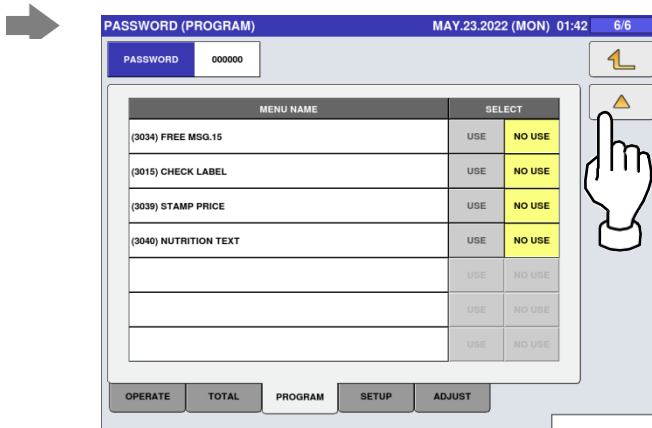 PASSWORD (PROGRAM) MAY.23.2022 (MON) 01:42 6/6
PASSWORD 000000
MENU NAME SELECT
(3034) FREE MSG.15 USE NO USE
(3015) CHECK LABEL USE NO USE
(3039) STAMP PRICE USE NO USE
(3040) NUTRITION TEXT USE NO USE
USE NO USE
USE NO USE
USE NO USE
OPERATE TOTAL PROGRAM SETUP ADJUST